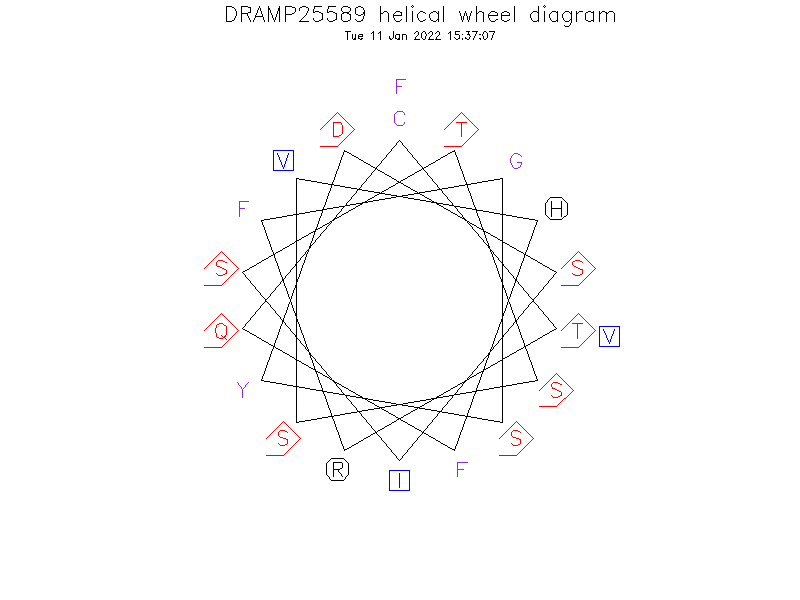 DRAMP25589 helical wheel diagram
Tue 11 Jan 2022 15:37:07
F
D C T
V G
F H
S S
Q T V
Y S
S S
R I F